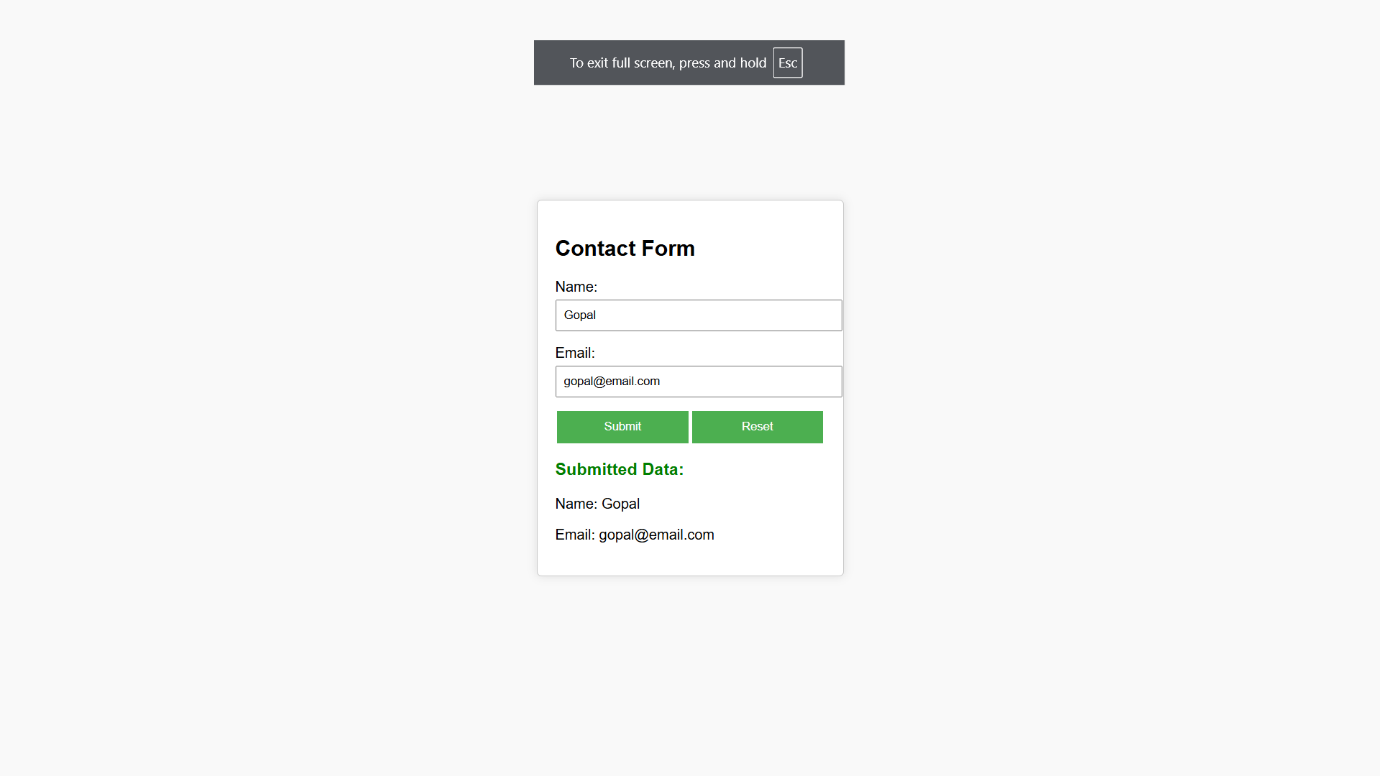 To exit full screen, press and hold Esc
Contact Form
Name:
Gopal
Email:
gopal@email.com
Submit Reset
Submitted Data:
Name: Gopal
Email: gopal@email.com